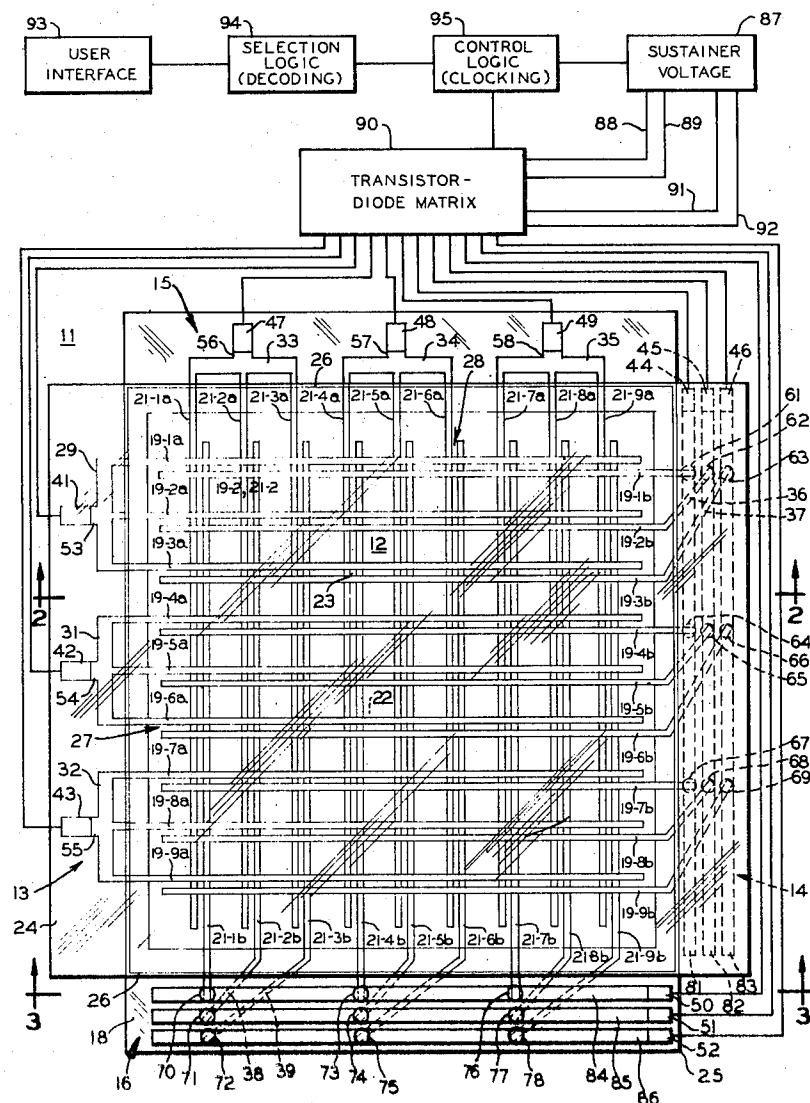 93
94
95
87
USER INTERFACE
SELECTION LOGIC (DECODING)
CONTROL LOGIC (CLOCKING)
SUSTAINER VOLTAGE
90
88
89
TRANSISTOR-DIODE MATRIX
91
92
15
47
48
49
11
56
33
57
34
58
35
26
28
44
45
46
21-1a
21-2a
21-3a
21-4a
21-5a
21-6a
21-7a
21-8a
21-9a
61
62
63
29
41
53
19-1a
19-2a
19-2, 21-2
19-1b
36
37
12
19-2b
19-3a
23
19-3b
2
2
19-4a
31
42
54
19-5a
19-4b
64
66
65
22
19-5b
19-6a
27
19-7a
19-6b
67
68
69
32
43
55
19-8a
19-7b
19-8b
19-9a
13
14
24
19-9b
21-1b
21-2b
21-3b
21-4b
21-5b
21-6b
21-7b
218b
21-9b
26
81
83
82
3
3
18
50
51
52
16
70
71
72
38
39
73
74
75
76
77
78
84
85
86
25